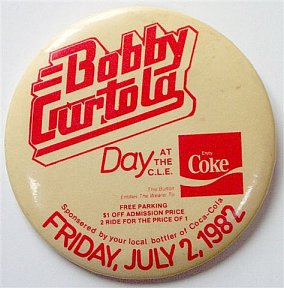 Bobby
Curtola
Day AT THE C.L.E.
Enjoy
Coke
This Button
Entitles The Wearer To:
FREE PARKING
$1 OFF ADMISSION PRICE
2 RIDE FOR THE PRICE OF 1
Sponsored by your local bottler of Coca-Cola
FRIDAY, JULY 2, 1982